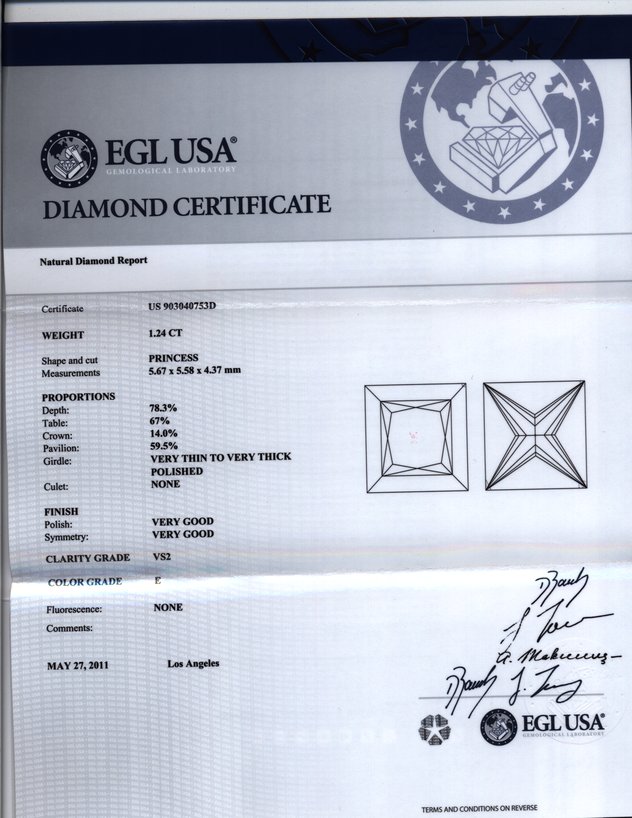 EGL USA®
GEMOLOGICAL LABORATORY
DIAMOND CERTIFICATE
Natural Diamond Report
Certificate US 903040753D
WEIGHT 1.24 CT
Shape and cut PRINCESS
Measurements 5.67 x 5.58 x 4.37 mm
PROPORTIONS
Depth: 78.3%
Table: 67%
Crown: 14.0%
Pavilion: 59.5%
Girdle: VERY THIN TO VERY THICK
POLISHED
Culet: NONE
FINISH
Polish: VERY GOOD
Symmetry: VERY GOOD
CLARITY GRADE VS2
COLOR GRADE E
Fluorescence: NONE
Comments:
MAY 27, 2011 Los Angeles
EGL USA®
GEMOLOGICAL LABORATORY
TERMS AND CONDITIONS ON REVERSE